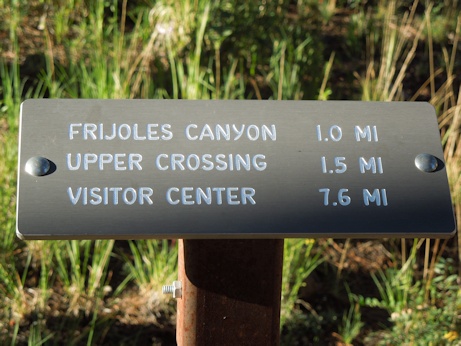 FRIJOLES CANYON 1.0 MI
UPPER CROSSING 1.5 MI
VISITOR CENTER 7.6 MI